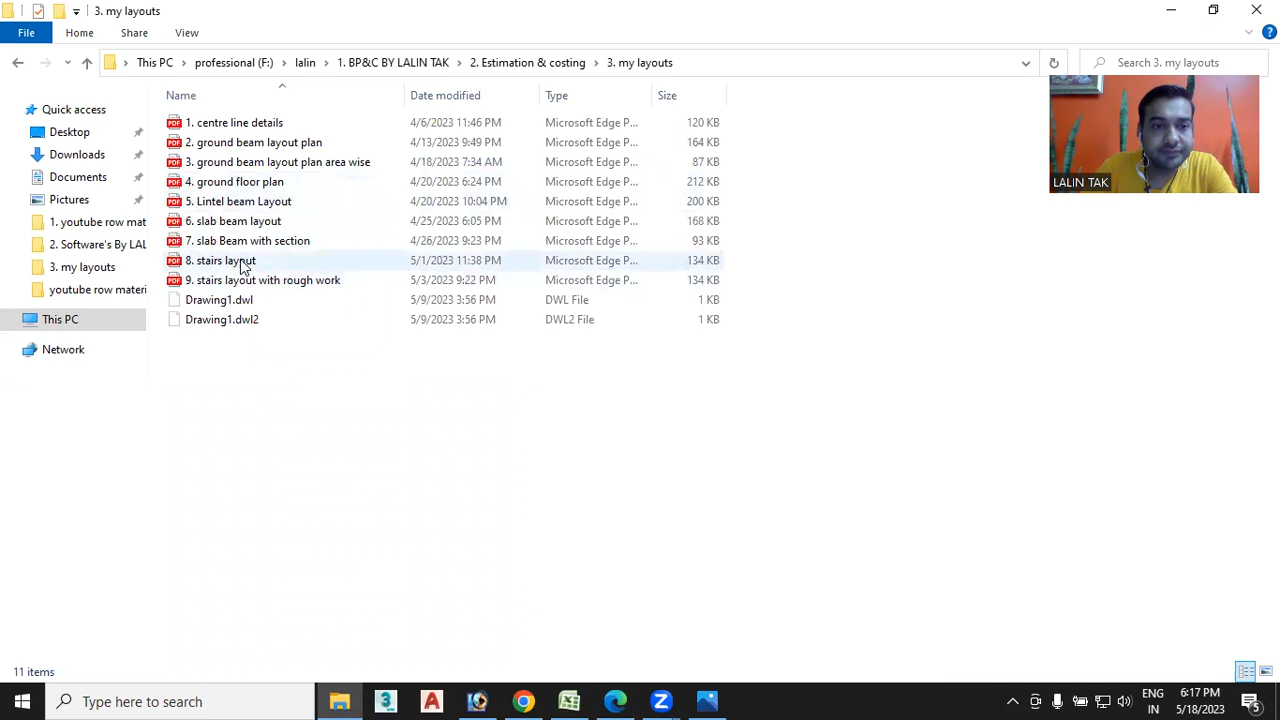 3. my layouts
File Home Share View
This PC professional (F:) lalin 1. BP&C BY LALIN TAK 2. Estimation & costing 3. my layouts
Search 3. my layouts
Name Date modified Type Size
Quick access
Desktop
Downloads
Documents
Pictures
1. youtube row mat
2. Software's By LAL
3. my layouts
youtube row materi
This PC
Network
PDF 1. centre line details 4/6/2023 11:46 PM Microsoft Edge P... 120 KB
PDF 2. ground beam layout plan 4/13/2023 9:49 PM Microsoft Edge P... 164 KB
PDF 3. ground beam layout plan area wise 4/18/2023 7:34 AM Microsoft Edge P... 87 KB
PDF 4. ground floor plan 4/20/2023 6:24 PM Microsoft Edge P... 212 KB
PDF 5. Lintel beam Layout 4/20/2023 10:04 PM Microsoft Edge P... 200 KB
PDF 6. slab beam layout 4/25/2023 6:05 PM Microsoft Edge P... 168 KB
PDF 7. slab Beam with section 4/26/2023 9:23 PM Microsoft Edge P... 93 KB
PDF 8. stairs layout 5/1/2023 11:38 PM Microsoft Edge P... 134 KB
PDF 9. stairs layout with rough work 5/3/2023 9:22 PM Microsoft Edge P... 134 KB
Drawing1.dwl 5/9/2023 3:56 PM DWL File 1 KB
Drawing1.dwl2 5/9/2023 3:56 PM DWL2 File 1 KB
LALIN TAK
11 items
Type here to search
3
A
ENG
IN
6:17 PM
5/18/2023
5